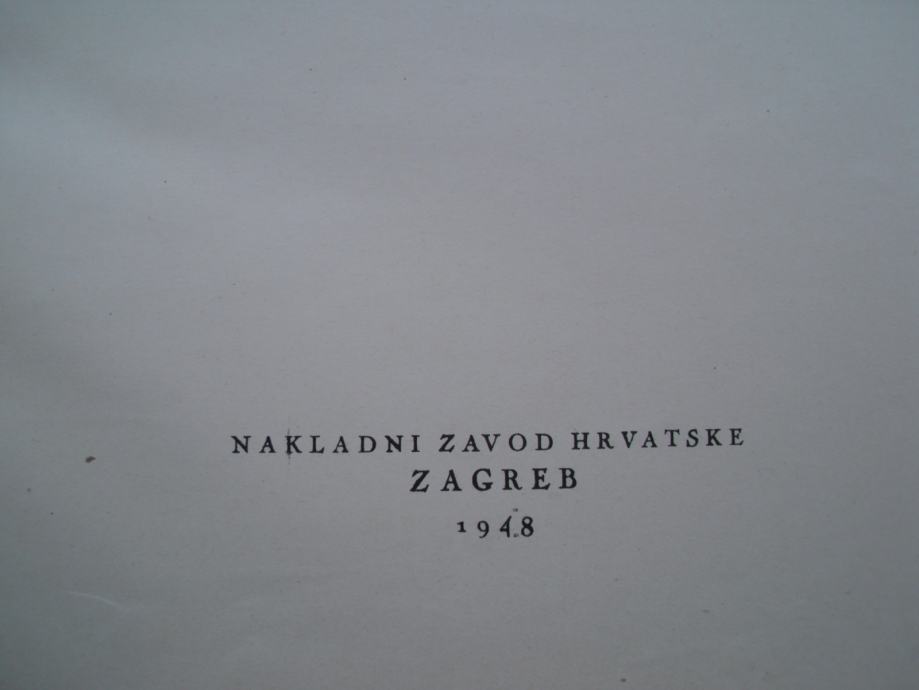 NAKLADNI ZAVOD HRVATSKE
ZAGREB
1948